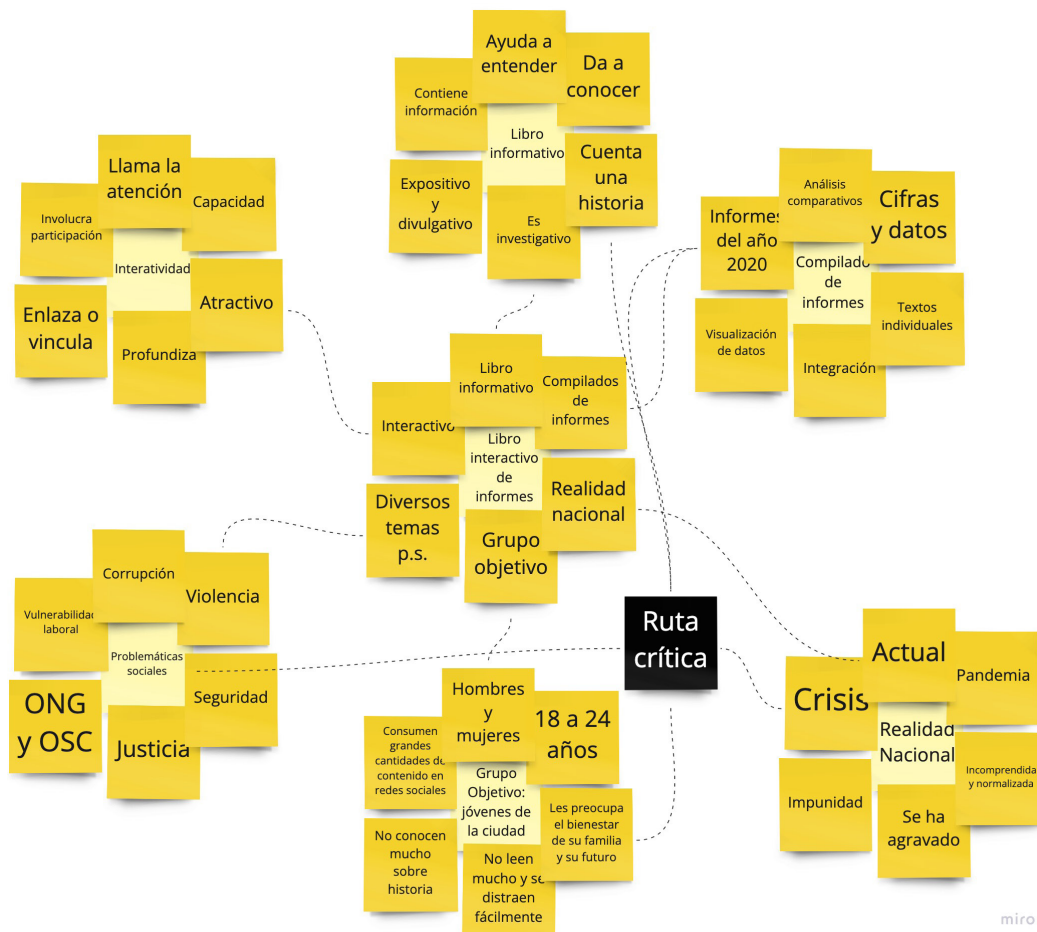 Ayuda a
entender
Da a
conocer
Contiene
información
Libro
informativo
Cuenta
una
historia
Expositivo
y
divulgativo
Es
investigativo
Llama la
atención
Capacidad
Involucra
participación
Interatividad
Atractivo
Enlaza o
vincula
Profundiza
Análisis
comparativos
Cifras
y datos
Informes
del año
2020
Compilado
de
informes
Textos
individuales
Visualización
de datos
Integración
Libro
informativo
Compilados
de
informes
Interactivo
Libro
interactivo
de
informes
Realidad
nacional
Diversos
temas
p.s.
Grupo
objetivo
Corrupción
Violencia
Vulnerabilidad
laboral
Problemáticas
sociales
Seguridad
ONG
y OSC
Justicia
Ruta
crítica
Hombres
y
mujeres
18 a 24
años
Consumen
grandes
cantidades de
contenido en
redes sociales
Grupo
Objetivo:
jóvenes de
la ciudad
Les preocupa
el bienestar
de su familia
y su futuro
No conocen
mucho
sobre
historia
No leen
mucho y se
distraen
fácilmente
Actual
Pandemia
Crisis
Realidad
Nacional
Incomprendida
y normalizada
Impunidad
Se ha
agravado
miro